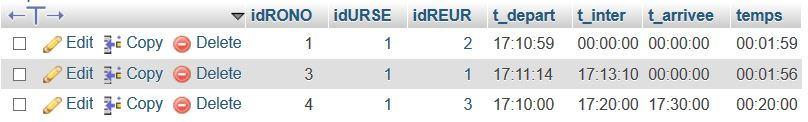 idRONO idURSE idREUR t_depart t_inter t_arrivee temps
Edit Copy Delete 1 1 2 17:10:59 00:00:00 00:00:00 00:01:59
Edit Copy Delete 3 1 1 17:11:14 17:13:10 00:00:00 00:01:56
Edit Copy Delete 4 1 3 17:10:00 17:20:00 17:30:00 00:20:00